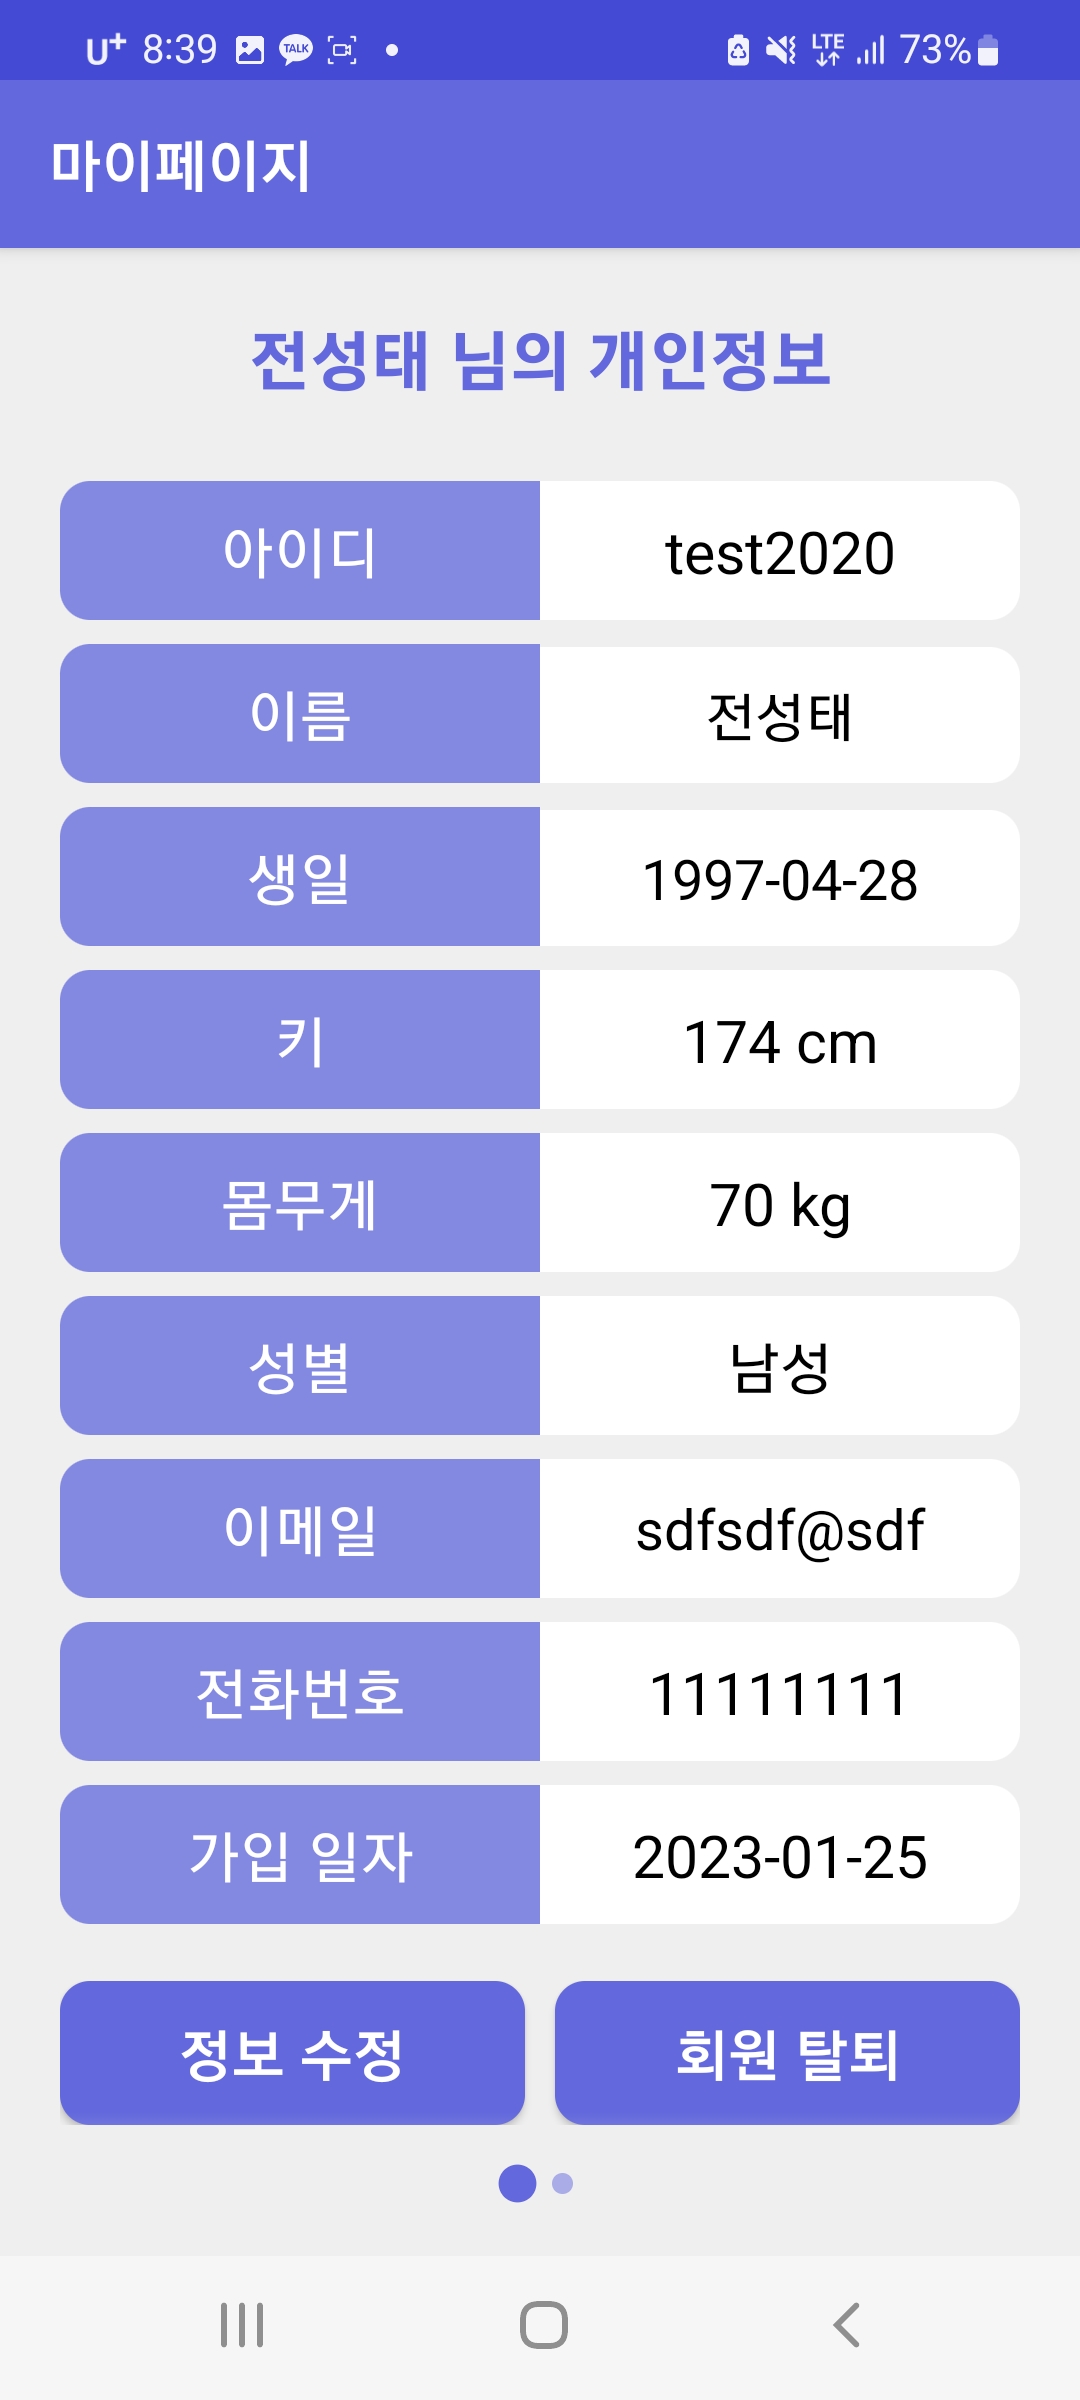 U+ 8:39 TALK LTE 73%
마이페이지
전성태 님의 개인정보
아이디 test2020
이름 전성태
생일 1997-04-28
키 174 cm
몸무게 70 kg
성별 남성
이메일 sdfsdf@sdf
전화번호 11111111
가입 일자 2023-01-25
정보 수정 회원 탈퇴